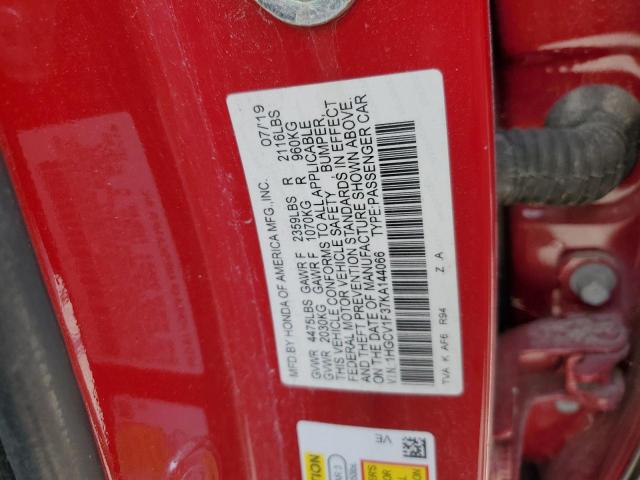 MFD.BY HONDA OF AMERICA MFG.,INC. 07/'19
GVWR 4475LBS GAWR F 2359LBS R 2116LBS
GVWR 2030KG GAWR F 1070KG R 960KG
THIS VEHICLE CONFORMS TO ALL APPLICABLE
FEDERAL MOTOR VEHICLE SAFETY, BUMPER,
AND THEFT PREVENTION STANDARDS IN EFFECT
ON THE DATE OF MANUFACTURE SHOWN ABOVE.
V.I.N. 1HGCV1F37KA144066 TYPE:PASSENGER CAR
TVA K AF6 R94 Z A